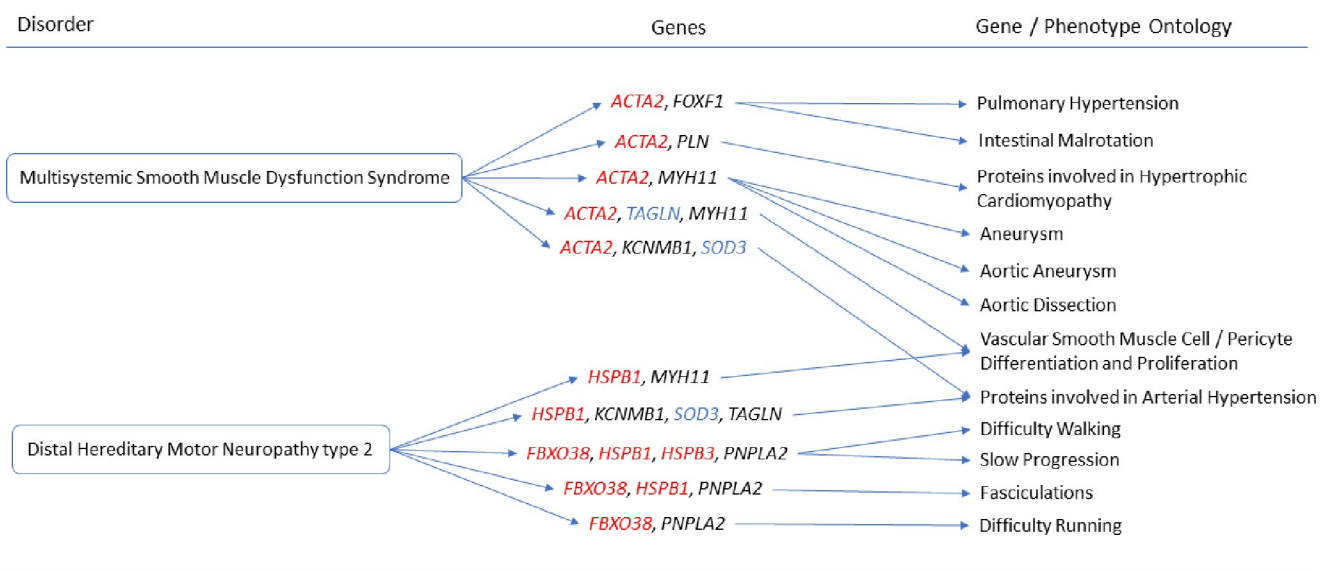 Disorder
Genes
Gene / Phenotype Ontology
Multisystemic Smooth Muscle Dysfunction Syndrome
ACTA2, FOXF1
ACTA2, PLN
ACTA2, MYH11
ACTA2, TAGLN, MYH11
ACTA2, KCNMB1, SOD3
Pulmonary Hypertension
Intestinal Malrotation
Proteins involved in Hypertrophic
Cardiomyopathy
Aneurysm
Aortic Aneurysm
Aortic Dissection
Vascular Smooth Muscle Cell / Pericyte
Differentiation and Proliferation
Proteins involved in Arterial Hypertension
Distal Hereditary Motor Neuropathy type 2
HSPB1, MYH11
HSPB1, KCNMB1, SOD3, TAGLN
FBXO38, HSPB1, HSPB3, PNPLA2
FBXO38, HSPB1, PNPLA2
FBXO38, PNPLA2
Difficulty Walking
Slow Progression
Fasciculations
Difficulty Running